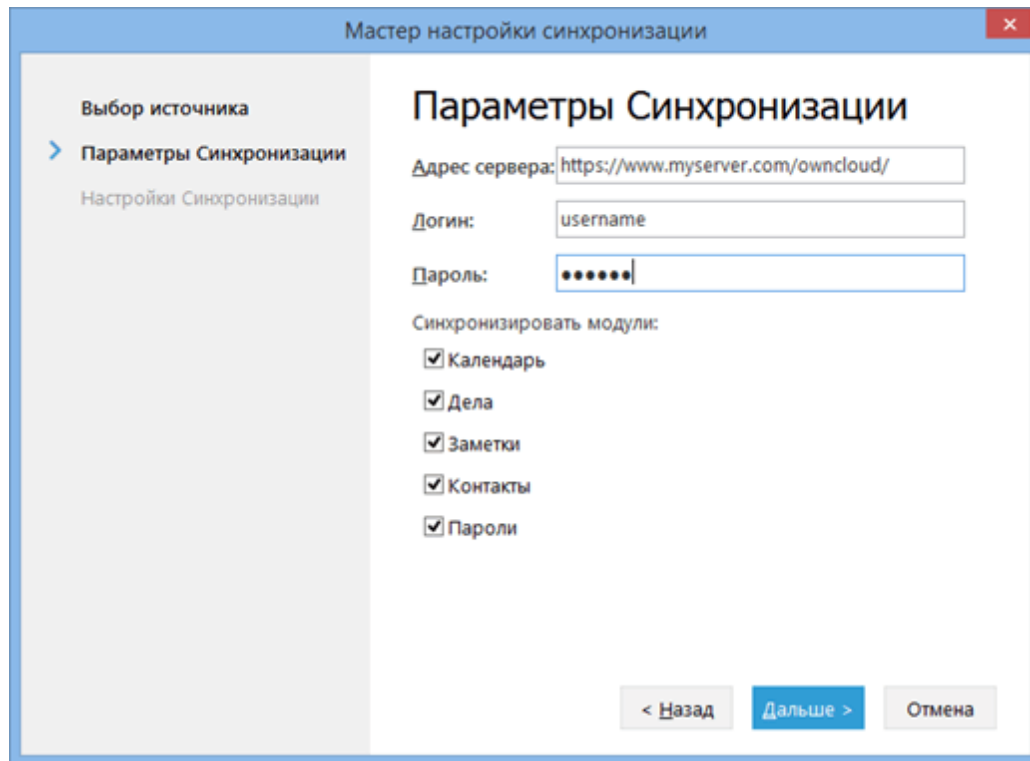 Мастер настройки синхронизации
Выбор источника
Параметры Синхронизации
Настройки Синхронизации
Параметры Синхронизации
Адрес сервера: https://www.myserver.com/owncloud/
Логин: username
Пароль: ••••••
Синхронизировать модули:
Календарь
Дела
Заметки
Контакты
Пароли
< Назад Дальше > Отмена